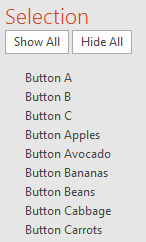 Selection
Show All Hide All
Button A
Button B
Button C
Button Apples
Button Avocado
Button Bananas
Button Beans
Button Cabbage
Button Carrots